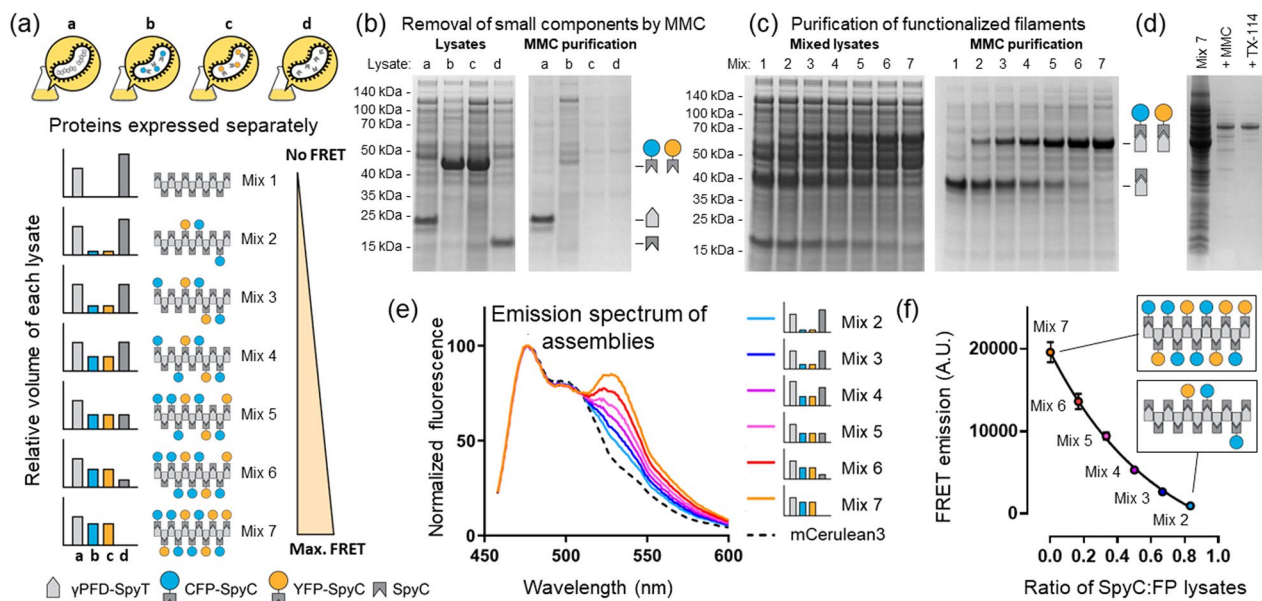 (a)
a b c d
Proteins expressed separately
Relative volume of each lysate
No FRET
Mix 1
Mix 2
Mix 3
Mix 4
Mix 5
Mix 6
Mix 7
Max. FRET
a b c d
γPFD-SpyT CFP-SpyC YFP-SpyC SpyC
(b) Removal of small components by MMC
Lysates MMC purification
Lysate: a b c d a b c d
140 kDa -
100 kDa -
70 kDa -
50 kDa -
40 kDa -
35 kDa -
25 kDa -
15 kDa -
(c) Purification of functionalized filaments
Mixed lysates MMC purification
Mix: 1 2 3 4 5 6 7 1 2 3 4 5 6 7
140 kDa -
100 kDa -
70 kDa -
50 kDa -
40 kDa -
35 kDa -
25 kDa -
15 kDa -
(d)
Mix 7
+ MMC
+ TX-114
(e)
Emission spectrum of
assemblies
Normalized fluorescence
100
50
0
450 500 550 600
Wavelength (nm)
Mix 2
Mix 3
Mix 4
Mix 5
Mix 6
Mix 7
mCerulean3
(f)
FRET emission (A.U.)
20000
10000
0
Mix 7
Mix 6
Mix 5
Mix 4
Mix 3
Mix 2
0.0 0.2 0.4 0.6 0.8 1.0
Ratio of SpyC:FP lysates